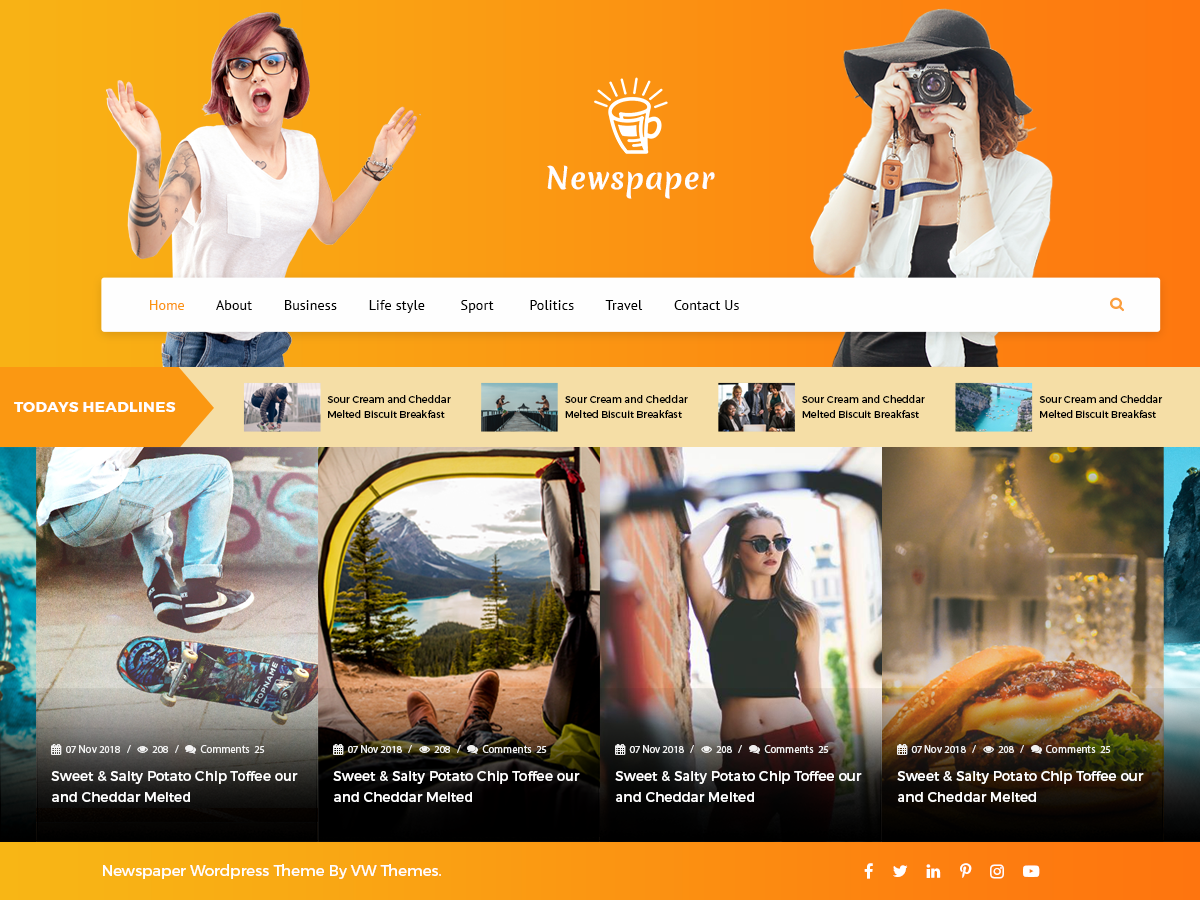 Newspaper
Home About Business Life style Sport Politics Travel Contact Us
TODAYS HEADLINES
Sour Cream and Cheddar
Melted Biscuit Breakfast
Sour Cream and Cheddar
Melted Biscuit Breakfast
Sour Cream and Cheddar
Melted Biscuit Breakfast
Sour Cream and Cheddar
Melted Biscuit Breakfast
POPNAME
07 Nov 2018 / 208 / Comments 25
Sweet & Salty Potato Chip Toffee our
and Cheddar Melted
07 Nov 2018 / 208 / Comments 25
Sweet & Salty Potato Chip Toffee our
and Cheddar Melted
07 Nov 2018 / 208 / Comments 25
Sweet & Salty Potato Chip Toffee our
and Cheddar Melted
07 Nov 2018 / 208 / Comments 25
Sweet & Salty Potato Chip Toffee our
and Cheddar Melted
Newspaper Wordpress Theme By VW Themes.